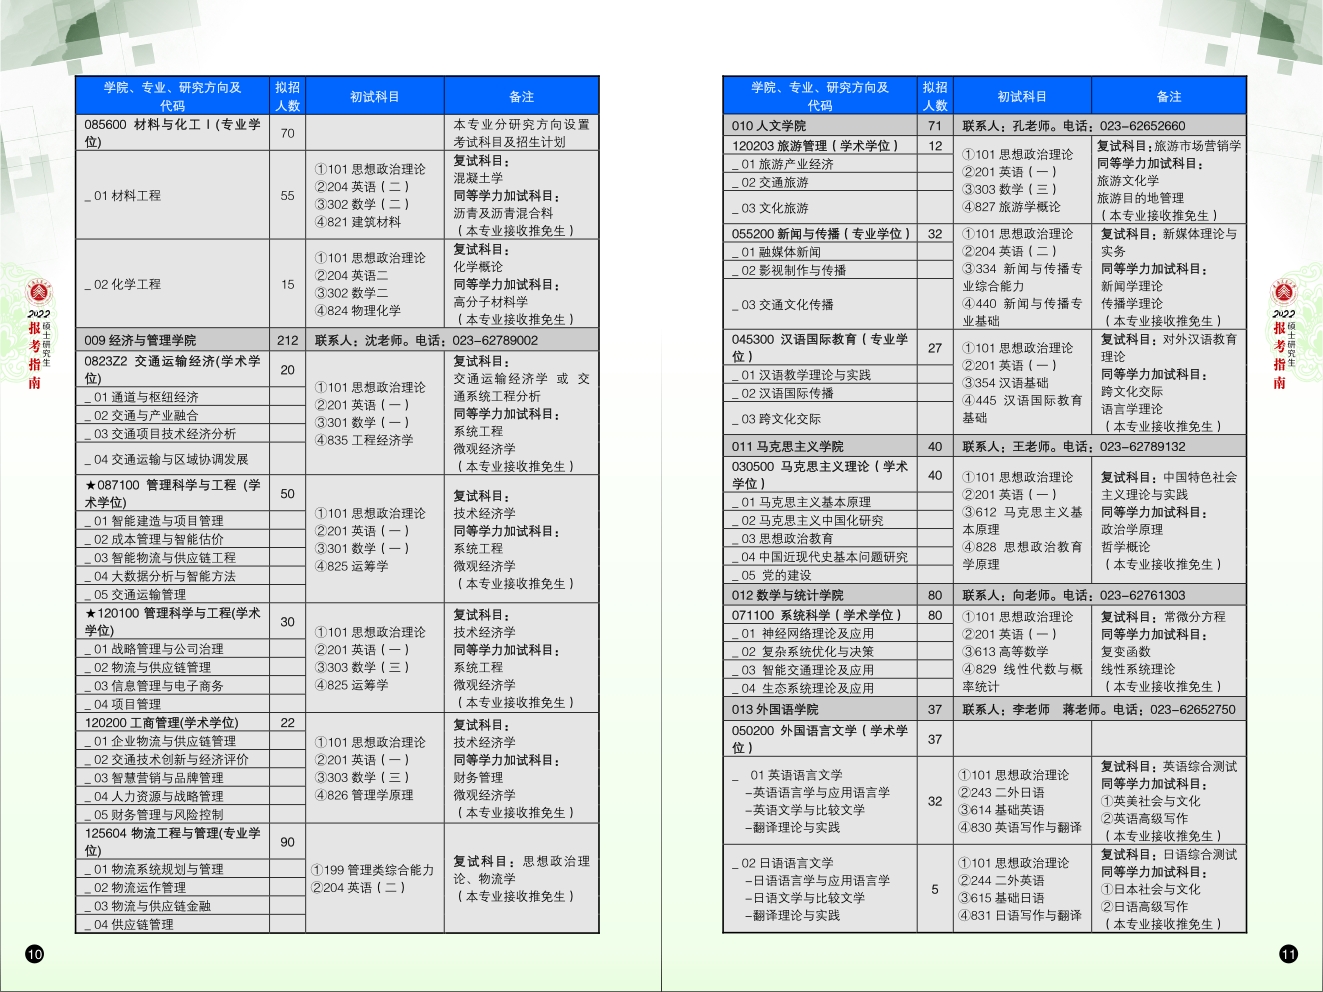 学院、专业、研究方向及
代码
拟招
人数
初试科目
备注
085600 材料与化工 I (专业学
位)
70
本专业分研究方向设置
考试科目及招生计划
_ 01 材料工程
55
①101 思想政治理论
②204 英语（二）
③302 数学（二）
④821 建筑材料
复试科目：
混凝土学
同等学力加试科目：
沥青及沥青混合料
（本专业接收推免生）
_ 02 化学工程
15
①101 思想政治理论
②204 英语二
③302 数学二
④824 物理化学
复试科目：
化学概论
同等学力加试科目：
高分子材料学
（本专业接收推免生）
009 经济与管理学院
212
联系人：沈老师。电话：023-62789002
0823Z2 交通运输经济(学术学
位)
20
_ 01 通道与枢纽经济
_ 02 交通与产业融合
_ 03 交通项目技术经济分析
_ 04 交通运输与区域协调发展
①101 思想政治理论
②201 英语（一）
③301 数学（一）
④835 工程经济学
复试科目：
交通运输经济学 或 交
通系统工程分析
同等学力加试科目：
系统工程
微观经济学
（本专业接收推免生）
★087100 管理科学与工程（学
术学位)
50
_ 01 智能建造与项目管理
_ 02 成本管理与智能估价
_ 03 智能物流与供应链工程
_ 04 大数据分析与智能方法
_ 05 交通运输管理
①101 思想政治理论
②201 英语（一）
③301 数学（一）
④825 运筹学
复试科目：
技术经济学
同等学力加试科目：
系统工程
微观经济学
（本专业接收推免生）
★120100 管理科学与工程(学术
学位)
30
_ 01 战略管理与公司治理
_ 02 物流与供应链管理
_ 03 信息管理与电子商务
_ 04 项目管理
①101 思想政治理论
②201 英语（一）
③303 数学（三）
④825 运筹学
复试科目：
技术经济学
同等学力加试科目：
系统工程
微观经济学
（本专业接收推免生）
120200 工商管理(学术学位)
22
_ 01 企业物流与供应链管理
_ 02 交通技术创新与经济评价
_ 03 智慧营销与品牌管理
_ 04 人力资源与战略管理
_ 05 财务管理与风险控制
①101 思想政治理论
②201 英语（一）
③303 数学（三）
④826 管理学原理
复试科目：
技术经济学
同等学力加试科目：
财务管理
微观经济学
（本专业接收推免生）
125604 物流工程与管理(专业学
位)
90
_ 01 物流系统规划与管理
_ 02 物流运作管理
_ 03 物流与供应链金融
_ 04 供应链管理
①199 管理类综合能力
②204 英语（二）
复试科目：思想政治理
论、物流学
（本专业接收推免生）
2022
硕士研究生
报考指南
10
学院、专业、研究方向及
代码
拟招
人数
初试科目
备注
010 人文学院
71
联系人：孔老师。电话：023-62652660
120203 旅游管理（学术学位）
12
_ 01 旅游产业经济
_ 02 交通旅游
_ 03 文化旅游
①101 思想政治理论
②201 英语（一）
③303 数学（三）
④827 旅游学概论
复试科目：旅游市场营销学
同等学力加试科目：
旅游文化学
旅游目的地管理
（本专业接收推免生）
055200 新闻与传播（专业学位）
32
_ 01 融媒体新闻
_ 02 影视制作与传播
_ 03 交通文化传播
①101 思想政治理论
②204 英语（二）
③334 新闻与传播专
业综合能力
④440 新闻与传播专
业基础
复试科目：新媒体理论与
实务
同等学力加试科目：
新闻学理论
传播学理论
（本专业接收推免生）
045300 汉语国际教育（专业学
位）
27
_ 01 汉语教学理论与实践
_ 02 汉语国际传播
_ 03 跨文化交际
①101 思想政治理论
②201 英语（一）
③354 汉语基础
④445 汉语国际教育
基础
复试科目：对外汉语教育
理论
同等学力加试科目：
跨文化交际
语言学理论
（本专业接收推免生）
011 马克思主义学院
40
联系人：王老师。电话：023-62789132
030500 马克思主义理论（学术
学位）
40
_ 01 马克思主义基本原理
_ 02 马克思主义中国化研究
_ 03 思想政治教育
_ 04 中国近现代史基本问题研究
_ 05 党的建设
①101 思想政治理论
②201 英语（一）
③612 马克思主义基
本原理
④828 思想政治教育
学原理
复试科目：中国特色社会
主义理论与实践
同等学力加试科目：
政治学原理
哲学概论
（本专业接收推免生）
012 数学与统计学院
80
联系人：向老师。电话：023-62761303
071100 系统科学（学术学位）
80
_ 01 神经网络理论及应用
_ 02 复杂系统优化与决策
_ 03 智能交通理论及应用
_ 04 生态系统理论及应用
①101 思想政治理论
②201 英语（一）
③613 高等数学
④829 线性代数与概
率统计
复试科目：常微分方程
同等学力加试科目：
复变函数
线性系统理论
（本专业接收推免生）
013 外国语学院
37
联系人：李老师 蒋老师。电话：023-62652750
050200 外国语言文学（学术学
位）
37
_ 01 英语语言文学
-英语语言学与应用语言学
-英语文学与比较文学
-翻译理论与实践
32
①101 思想政治理论
②243 二外日语
③614 基础英语
④830 英语写作与翻译
复试科目：英语综合测试
同等学力加试科目：
①英美社会与文化
②英语高级写作
（本专业接收推免生）
_ 02 日语语言文学
-日语语言学与应用语言学
-日语文学与比较文学
-翻译理论与实践
5
①101 思想政治理论
②244 二外英语
③615 基础日语
④831 日语写作与翻译
复试科目：日语综合测试
同等学力加试科目：
①日本社会与文化
②日语高级写作
（本专业接收推免生）
2022
硕士研究生
报考指南
11